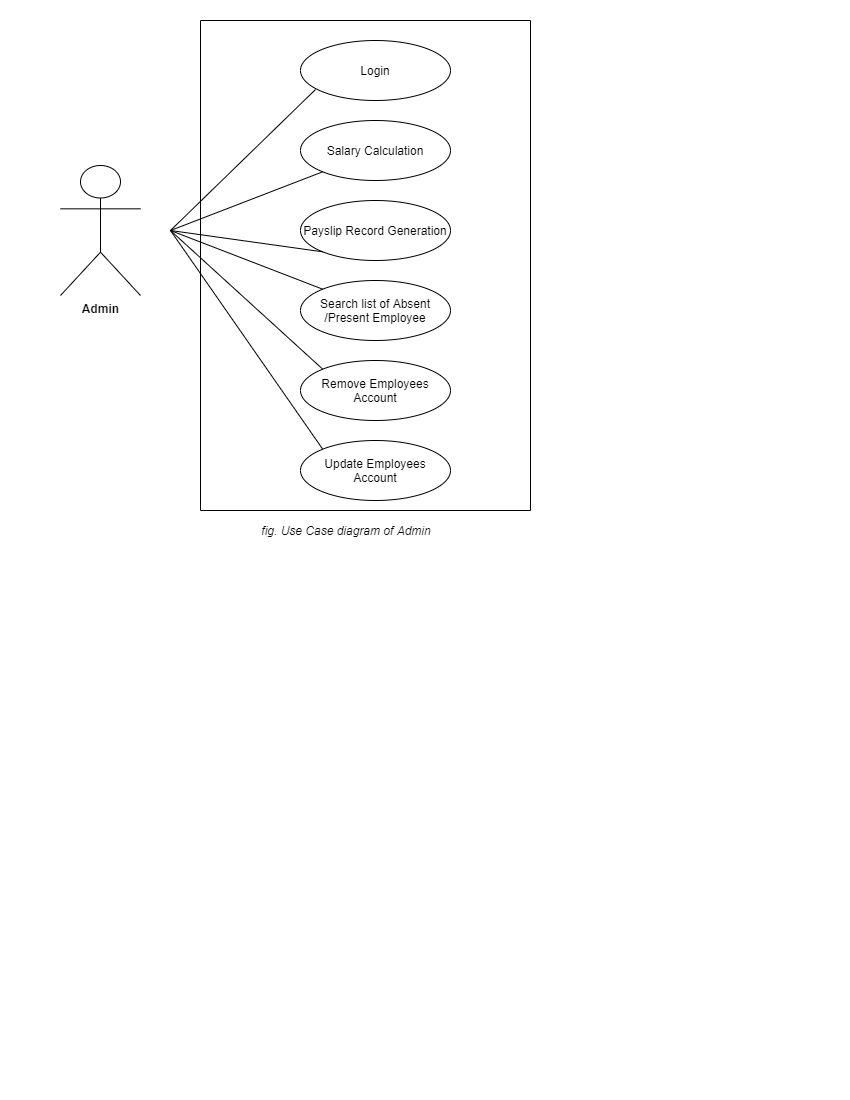 Login
Salary Calculation
Payslip Record Generation
Search list of Absent
/Present Employee
Admin
Remove Employees
Account
Update Employees
Account
fig. Use Case diagram of Admin